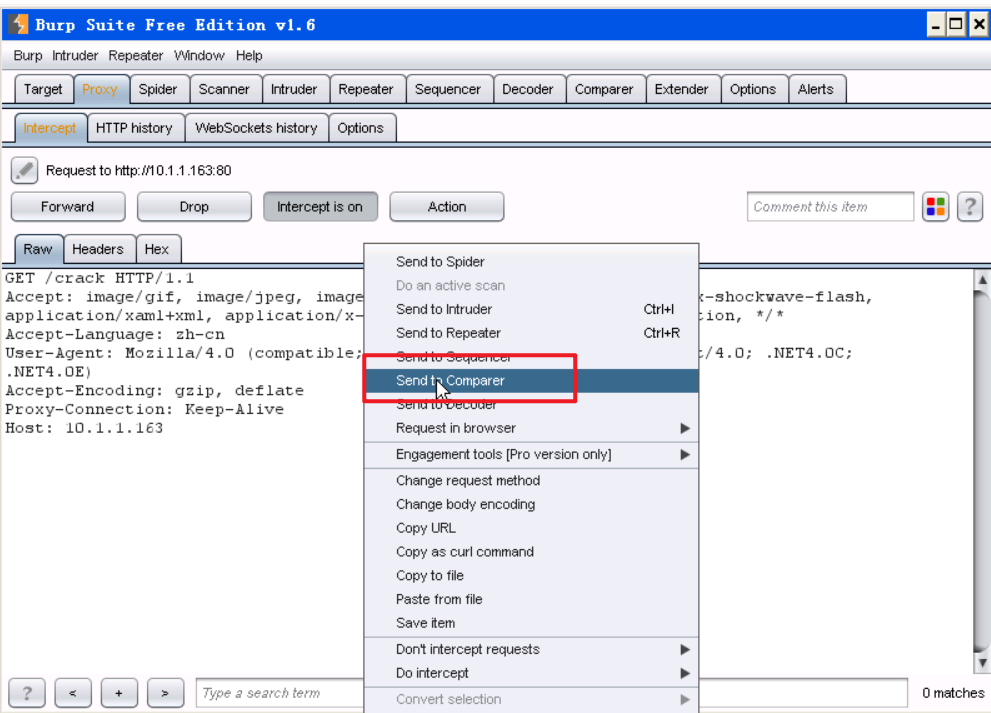 Burp Suite Free Edition v1.6
Burp Intruder Repeater Window Help
Target Proxy Spider Scanner Intruder Repeater Sequencer Decoder Comparer Extender Options Alerts
Intercept HTTP history WebSockets history Options
Request to http://10.1.1.163:80
Forward Drop Intercept is on Action Comment this item ?
Raw Headers Hex
GET /crack HTTP/1.1
Accept: image/gif, image/jpeg, image x-shockwave-flash,
application/xaml+xml, application/x- tion, */*
Accept-Language: zh-cn
User-Agent: Mozilla/4.0 (compatible; t/4.0; .NET4.0C;
.NET4.0E)
Accept-Encoding: gzip, deflate
Proxy-Connection: Keep-Alive
Host: 10.1.1.163
Send to Spider
Do an active scan
Send to Intruder Ctrl+I
Send to Repeater Ctrl+R
Send to Sequencer
Send to Comparer
Send to Decoder
Request in browser
Engagement tools [Pro version only]
Change request method
Change body encoding
Copy URL
Copy as curl command
Copy to file
Paste from file
Save item
Don't intercept requests
Do intercept
Convert selection
? < + > Type a search term 0 matches